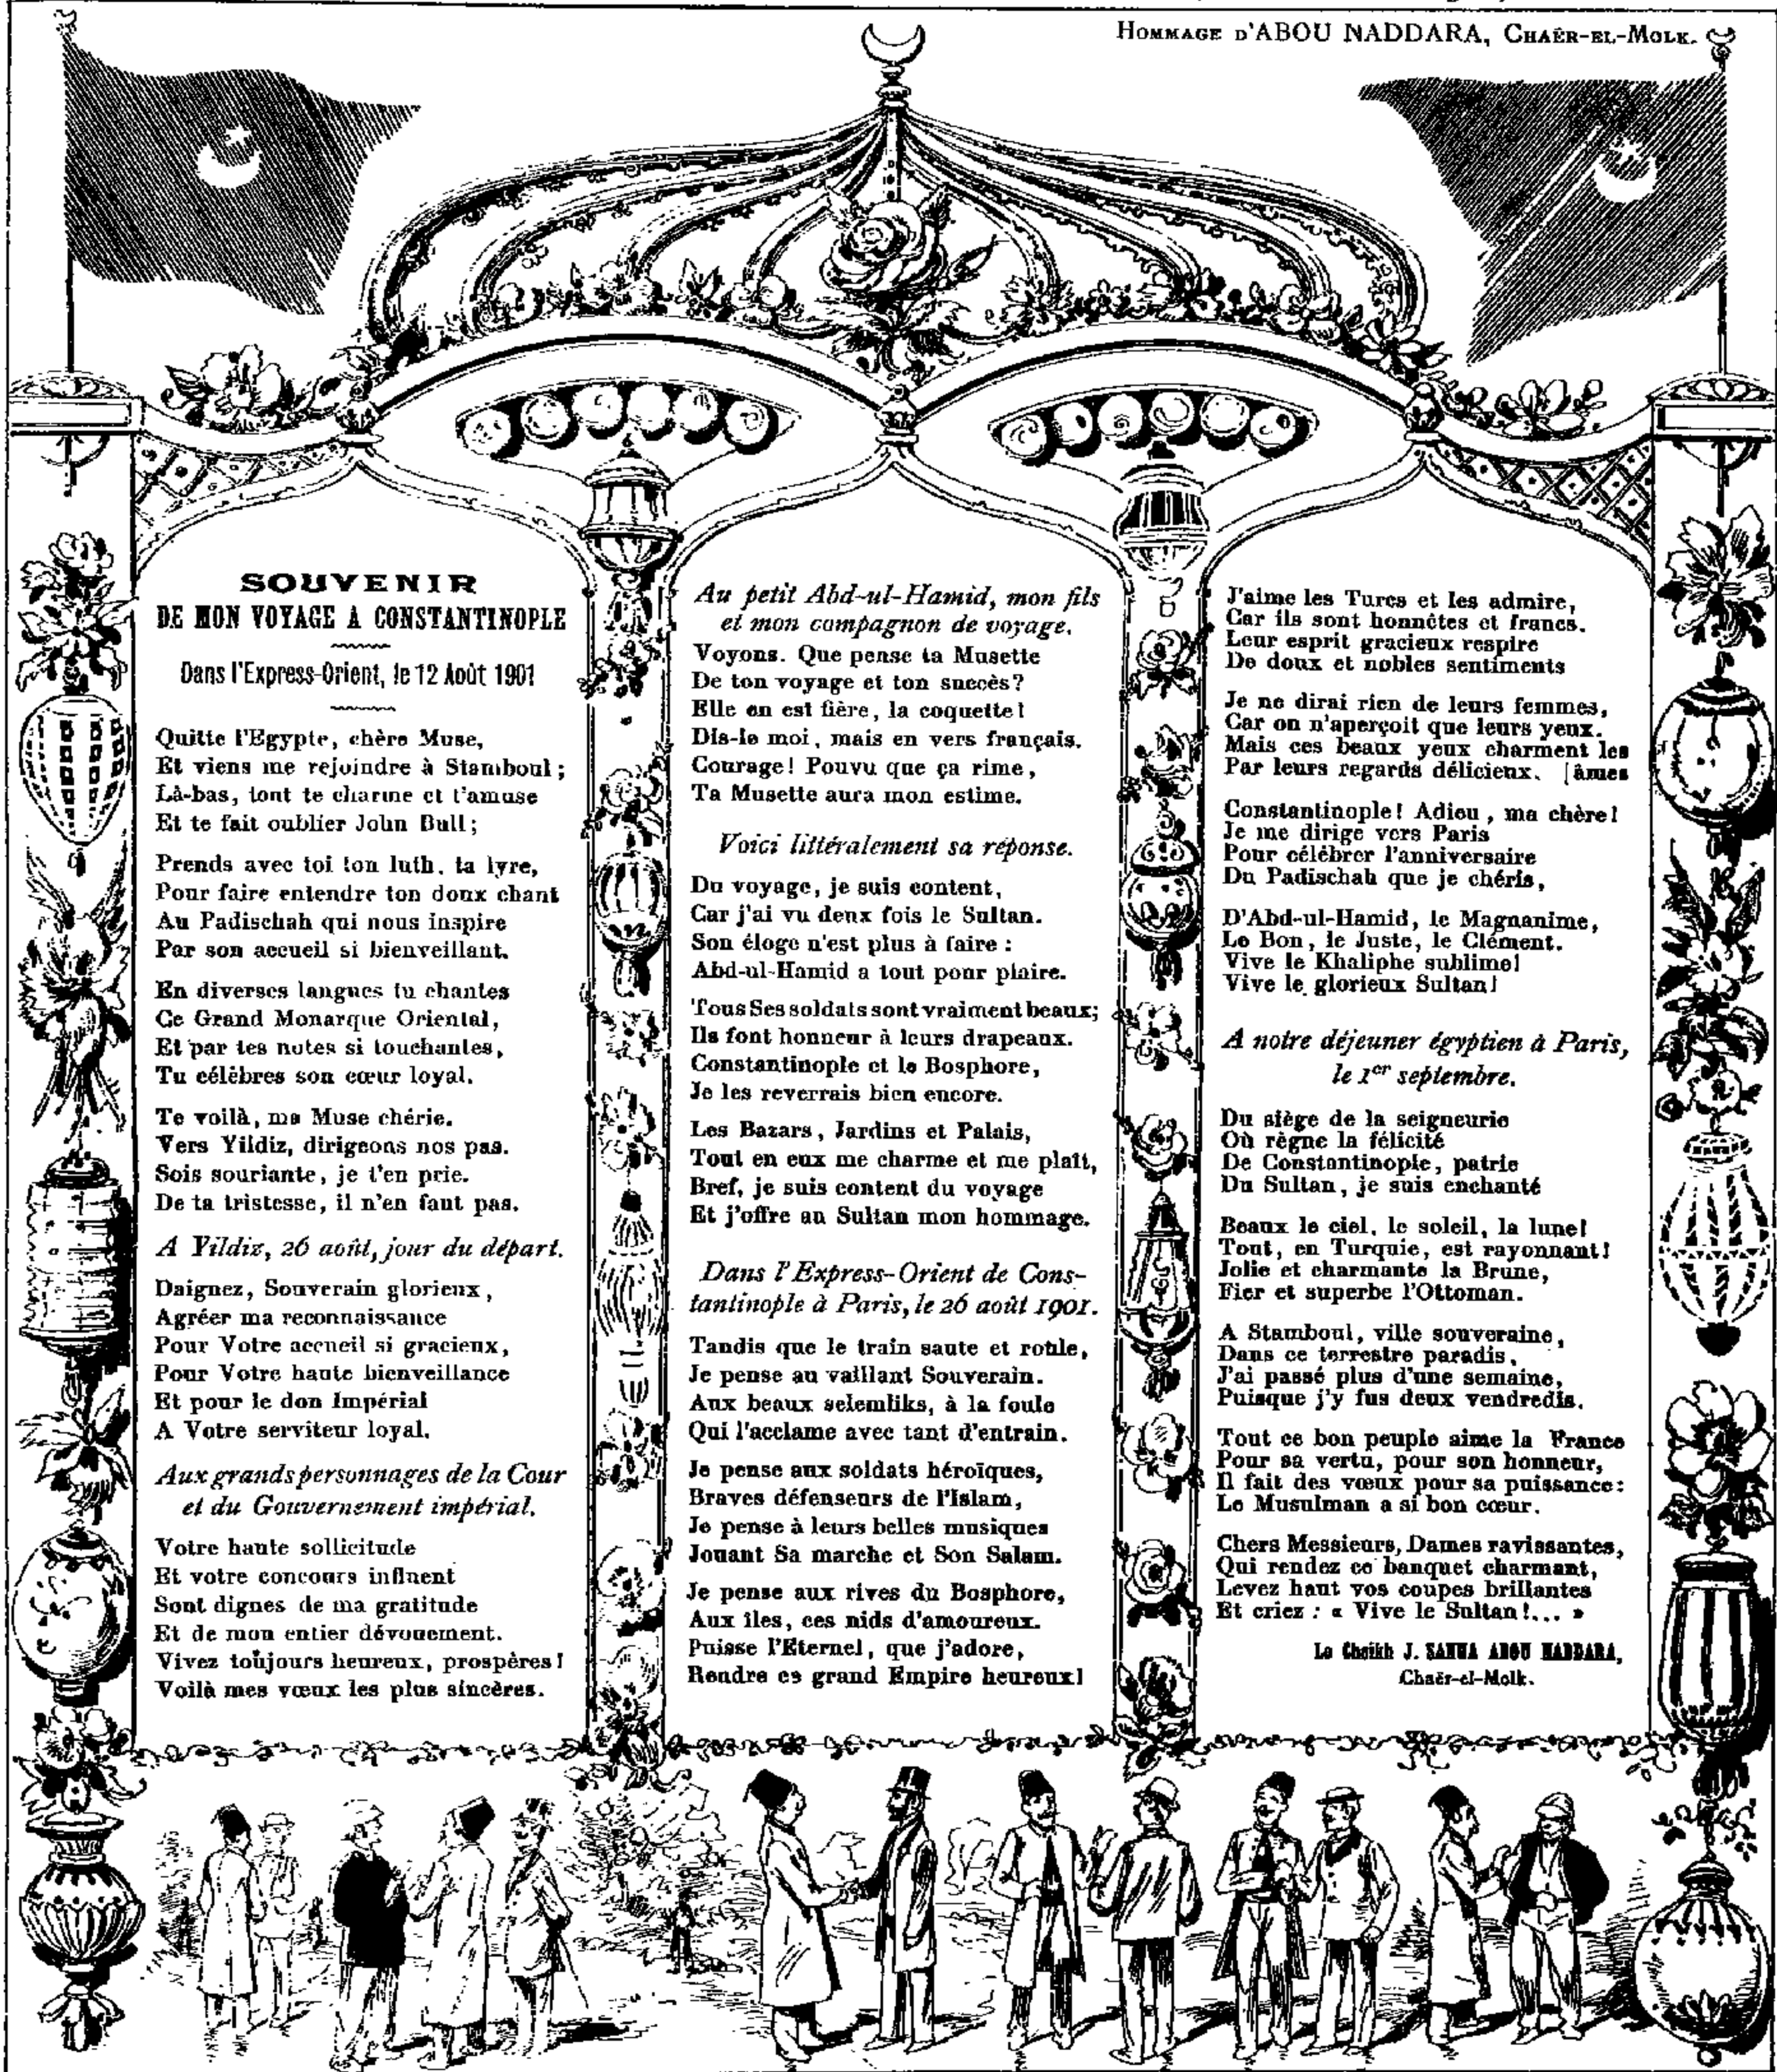 HOMMAGE D'ABOU NADDARA, CHAÊR-EL-MOLK.
SOUVENIR
DE MON VOYAGE A CONSTANTINOPLE
Dans l'Express-Orient, le 12 Août 1901
Quitte l'Egypte, chère Muse,
Et viens me rejoindre à Stamboul ;
Là-bas, tout te charme et t'amuse
Et te fait oublier John Bull ;
Prends avec toi ton luth, ta lyre,
Pour faire entendre ton doux chant
Au Padischah qui nous inspire
Par son accueil si bienveillant.
En diverses langues tu chantes
Ce Grand Monarque Oriental,
Et par tes notes si touchantes,
Tu célèbres son cœur loyal.
Te voilà, ma Muse chérie.
Vers Yildiz, dirigeons nos pas.
Sois souriante, je t'en prie.
De ta tristesse, il n'en faut pas.
A Yildiz, 26 août, jour du départ.
Daignez, Souverain glorieux,
Agréer ma reconnaissance
Pour Votre accueil si gracieux,
Pour Votre haute bienveillance
Et pour le don Impérial
A Votre serviteur loyal.
Aux grands personnages de la Cour
et du Gouvernement impérial.
Votre haute sollicitude
Et votre concours influent
Sont dignes de ma gratitude
Et de mon entier dévouement.
Vivez toujours heureux, prospères !
Voilà mes vœux les plus sincères.
Au petit Abd-ul-Hamid, mon fils
et mon compagnon de voyage.
Voyons. Que pense ta Musette
De ton voyage et ton succès ?
Elle en est fière, la coquette !
Dis-le moi, mais en vers français.
Courage ! Pouvu que ça rime,
Ta Musette aura mon estime.
Voici littéralement sa réponse.
Du voyage, je suis content,
Car j'ai vu deux fois le Sultan.
Son éloge n'est plus à faire :
Abd-ul-Hamid a tout pour plaire.
Tous Ses soldats sont vraiment beaux ;
Ils font honneur à leurs drapeaux.
Constantinople et le Bosphore,
Je les reverrais bien encore.
Les Bazars, Jardins et Palais,
Tout en eux me charme et me plaît,
Bref, je suis content du voyage
Et j'offre au Sultan mon hommage.
Dans l'Express-Orient de Cons-
tantinople à Paris, le 26 août 1901.
Tandis que le train saute et roule,
Je pense au vaillant Souverain.
Aux beaux selemliks, à la foule
Qui l'acclame avec tant d'entrain.
Je pense aux soldats héroïques,
Braves défenseurs de l'Islam,
Je pense à leurs belles musiques
Jouant Sa marche et Son Salam.
Je pense aux rives du Bosphore,
Aux îles, ces nids d'amoureux.
Puisse l'Eternel, que j'adore,
Rendre ce grand Empire heureux !
J'aime les Turcs et les admire,
Car ils sont honnêtes et francs.
Leur esprit gracieux respire
De doux et nobles sentiments
Je ne dirai rien de leurs femmes,
Car on n'aperçoit que leurs yeux.
Mais ces beaux yeux charment les
Par leurs regards délicieux. [âmes
Constantinople ! Adieu, ma chère !
Je me dirige vers Paris
Pour célébrer l'anniversaire
Du Padischah que je chéris,
D'Abd-ul-Hamid, le Magnanime,
Le Bon, le Juste, le Clément.
Vive le Khaliphe sublime !
Vive le glorieux Sultan !
A notre déjeuner égyptien à Paris,
le 1er septembre.
Du siège de la seigneurie
Où règne la félicité
De Constantinople, patrie
Du Sultan, je suis enchanté
Beaux le ciel, le soleil, la lune !
Tout, en Turquie, est rayonnant !
Jolie et charmante la Brune,
Fier et superbe l'Ottoman.
A Stamboul, ville souveraine,
Dans ce terrestre paradis,
J'ai passé plus d'une semaine,
Puisque j'y fus deux vendredis.
Tout ce bon peuple aime la France
Pour sa vertu, pour son honneur,
Il fait des vœux pour sa puissance :
Le Musulman a si bon cœur.
Chers Messieurs, Dames ravissantes,
Qui rendez ce banquet charmant,
Levez haut vos coupes brillantes
Et criez : « Vive le Sultan !... »
Le Cheikh J. SANUA ABOU NADDARA,
Chaër-el-Molk.